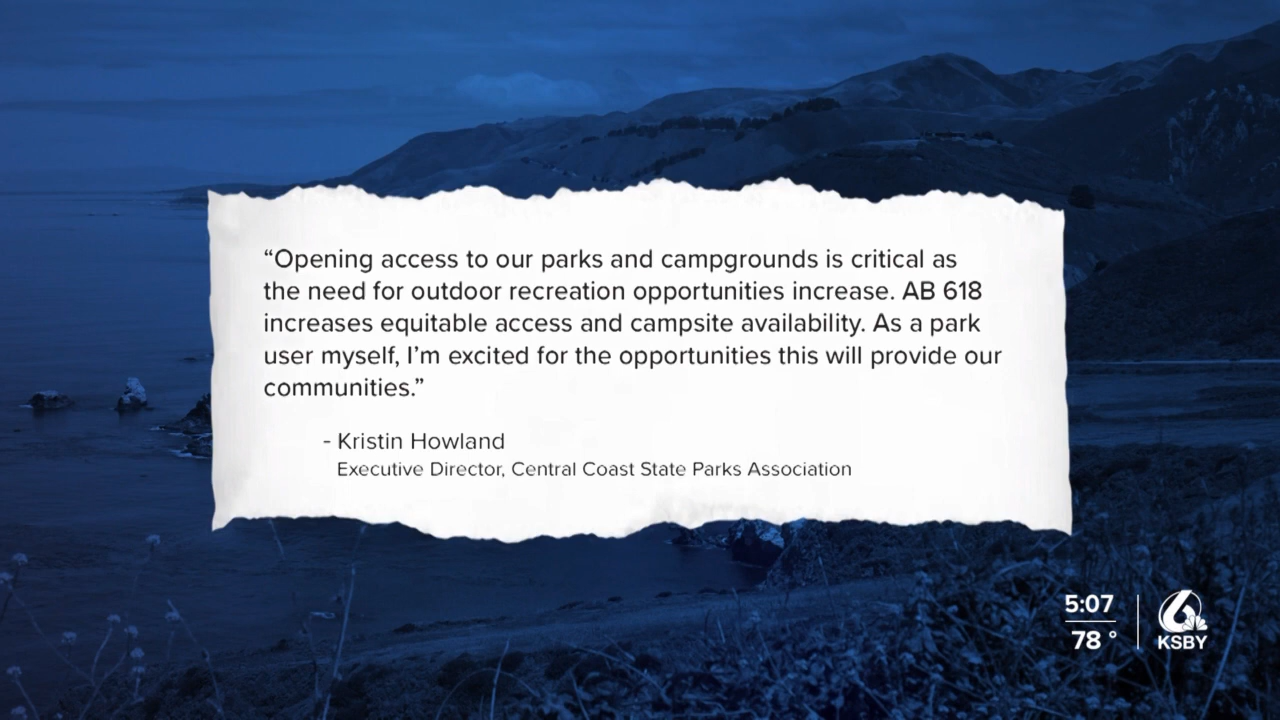 “Opening access to our parks and campgrounds is critical as
the need for outdoor recreation opportunities increase. AB 618
increases equitable access and campsite availability. As a park
user myself, I’m excited for the opportunities this will provide our
communities.”
- Kristin Howland
Executive Director, Central Coast State Parks Association
5:07
78 °
6
KSBY